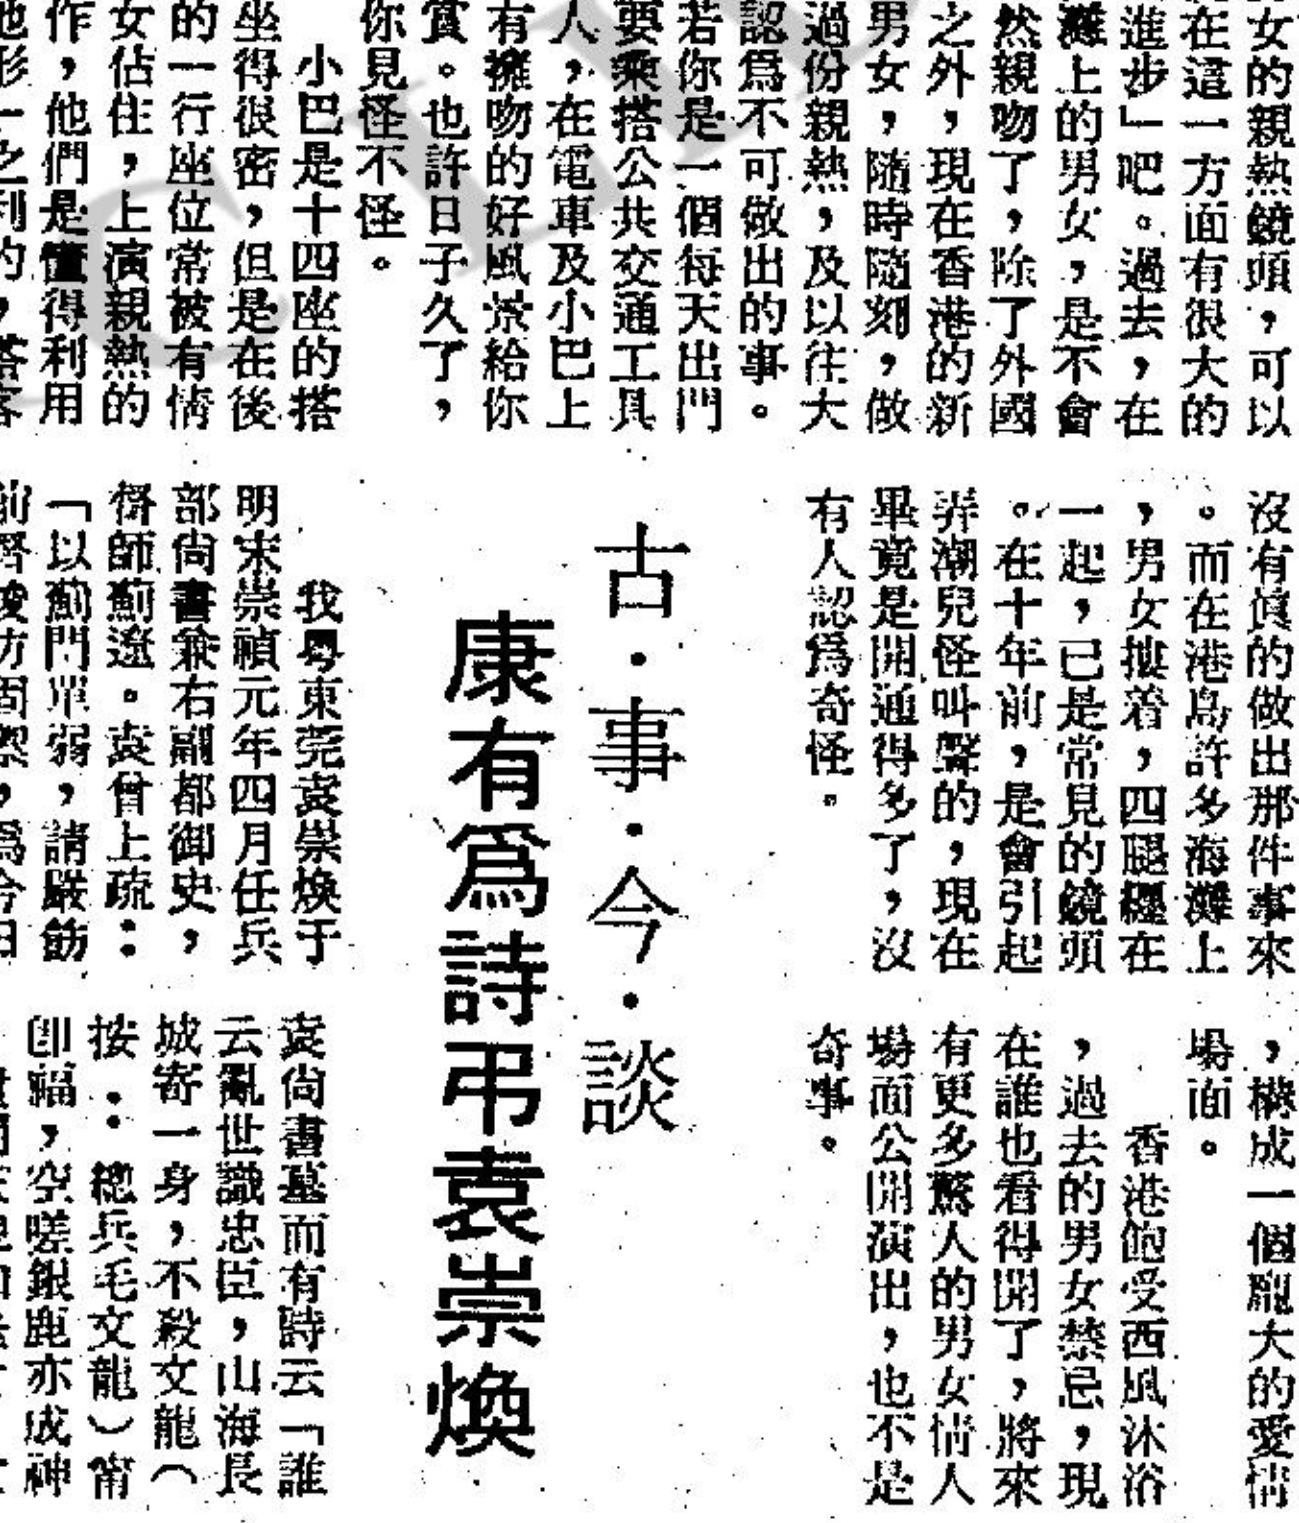 女的親熱鏡頭，可以
在這一方面有很大的
進步」吧。過去，在
灘上的男女，是不會
然親吻了，除了外國
之外，現在香港的新
男女，隨時隨刻，做
過份親熱，及以往大
認爲不可做出的事。
若你是一個每天出門
要乘搭公共交通工具
人，在電車及小巴上
有擁吻的好風景給你
賞。也許日子久了，
你見怪不怪。
小巴是十四座的搭
坐得很密，但是在後
的一行座位常被有情
女佔住，上演親熱的
作，他們是懂得利用
沒有眞的做出那件事來
。而在港島許多海灘上
，男女摟着，四腿纒在
一起，已是常見的鏡頭
。在十年前，是會引起
弄潮兒怪叫聲的，現在
畢竟是開通得多了，沒
有人認爲奇怪。
，構成一個龐大的愛情
場面。
香港飽受西風沐浴
，過去的男女禁忌，現
在誰也看得開了，將來
有更多驚人的男女情人
場面公開演出，也不是
奇事。
古·事·今·談
康有爲詩弔袁崇煥
我粤東莞袁崇煥于
明末崇禎元年四月任兵
部尙書兼右副都御史，
督師薊遼。袁曾上疏：
「以薊門單弱，請嚴飭
袁尙書墓而有詩云「誰
云亂世識忠臣，山海長
城寄一身，不殺文龍（
按：總兵毛文龍）甯
卽福，空嗟銀鹿亦成神